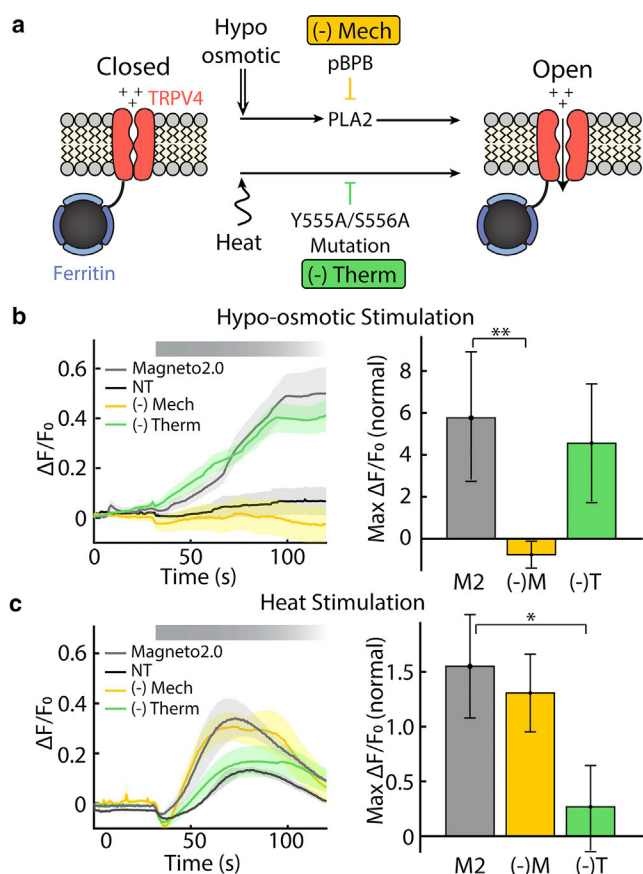 a
Hypo
osmotic
(-) Mech
pBPB
Closed
Open
+ +
+
TRPV4
PLA2
+ +
+
Heat
Y555A/S556A
Mutation
(-) Therm
Ferritin
b
Hypo-osmotic Stimulation
0.6
0.4
0.2
0
ΔF/F₀
Magneto2.0
NT
(-) Mech
(-) Therm
0
50
100
Time (s)
**
8
6
4
2
0
Max ΔF/F₀ (normal)
M2
(-)M
(-)T
c
Heat Stimulation
0.6
0.4
0.2
0
ΔF/F₀
Magneto2.0
NT
(-) Mech
(-) Therm
0
50
100
Time (s)
*
1.5
1.0
0.5
0
Max ΔF/F₀ (normal)
M2
(-)M
(-)T